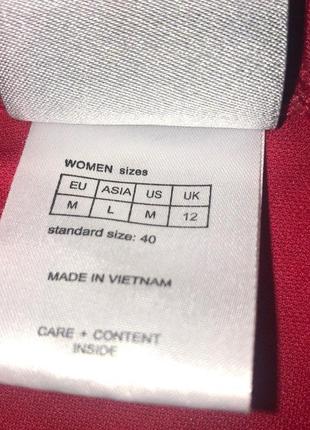 WOMEN sizes
EU ASIA US UK
M L M 12
standard size: 40
MADE IN VIETNAM
CARE + CONTENT
INSIDE